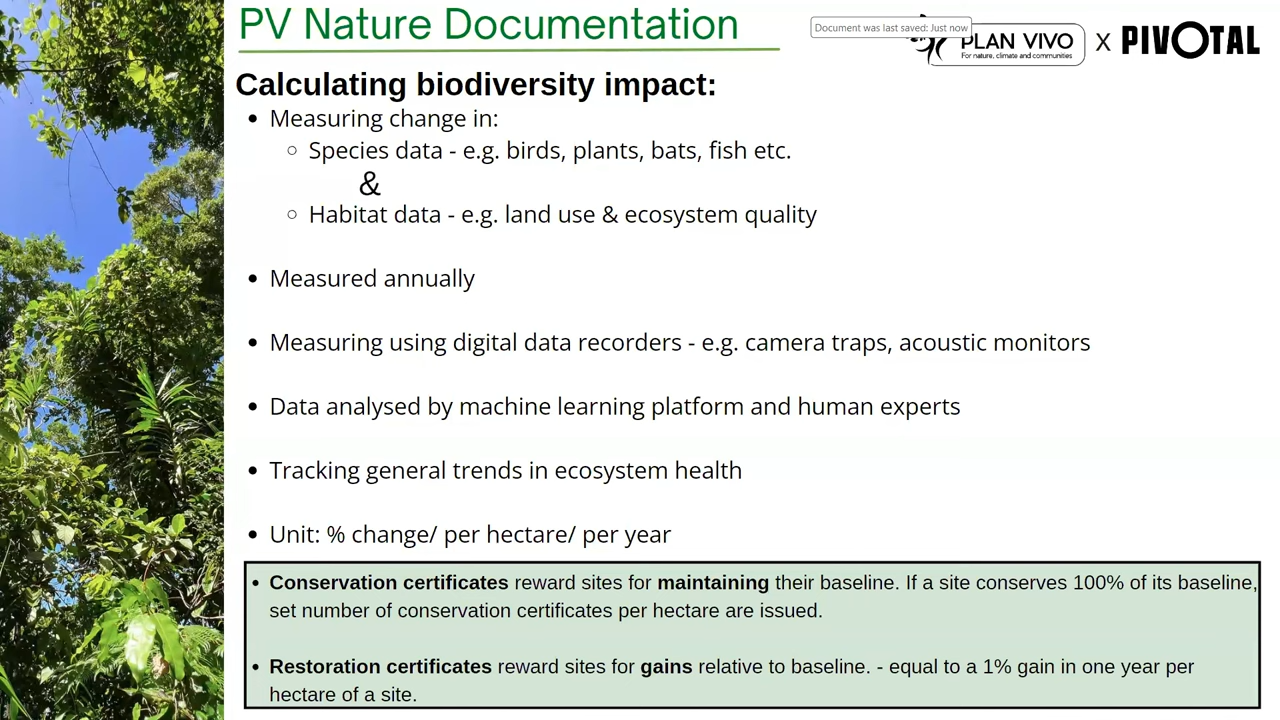 PV Nature Documentation
Document was last saved: Just now
PLAN VIVO
For nature, climate and communities
X
PIVOTAL
Calculating biodiversity impact:
• Measuring change in:
○ Species data - e.g. birds, plants, bats, fish etc.
&
○ Habitat data - e.g. land use & ecosystem quality
• Measured annually
• Measuring using digital data recorders - e.g. camera traps, acoustic monitors
• Data analysed by machine learning platform and human experts
• Tracking general trends in ecosystem health
• Unit: % change/ per hectare/ per year
• Conservation certificates reward sites for maintaining their baseline. If a site conserves 100% of its baseline,
set number of conservation certificates per hectare are issued.
• Restoration certificates reward sites for gains relative to baseline. - equal to a 1% gain in one year per
hectare of a site.